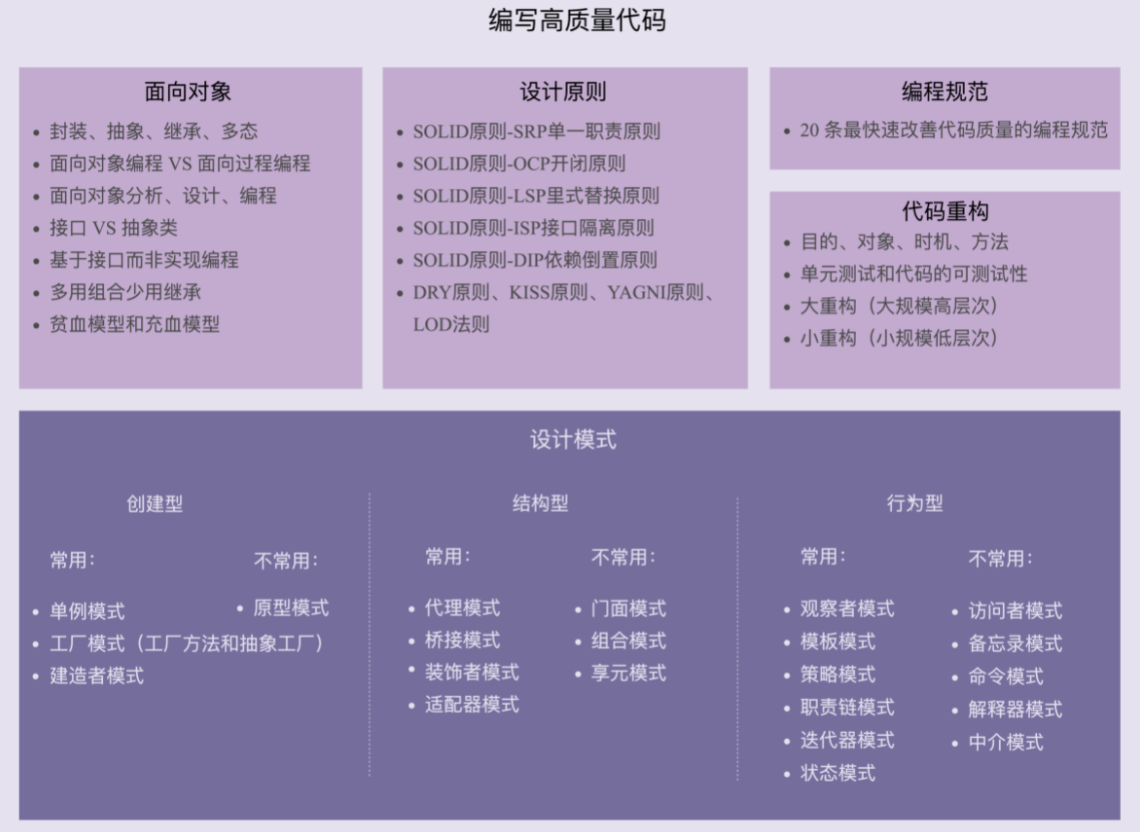 编写高质量代码
面向对象
• 封装、抽象、继承、多态
• 面向对象编程 VS 面向过程编程
• 面向对象分析、设计、编程
• 接口 VS 抽象类
• 基于接口而非实现编程
• 多用组合少用继承
• 贫血模型和充血模型
设计原则
• SOLID原则-SRP单一职责原则
• SOLID原则-OCP开闭原则
• SOLID原则-LSP里式替换原则
• SOLID原则-ISP接口隔离原则
• SOLID原则-DIP依赖倒置原则
• DRY原则、KISS原则、YAGNI原则、
LOD法则
编程规范
• 20 条最快速改善代码质量的编程规范
代码重构
• 目的、对象、时机、方法
• 单元测试和代码的可测试性
• 大重构（大规模高层次）
• 小重构（小规模低层次）
设计模式
创建型
常用：
• 单例模式
• 工厂模式（工厂方法和抽象工厂）
• 建造者模式
不常用：
• 原型模式
结构型
常用：
• 代理模式
• 桥接模式
• 装饰者模式
• 适配器模式
不常用：
• 门面模式
• 组合模式
• 享元模式
行为型
常用：
• 观察者模式
• 模板模式
• 策略模式
• 职责链模式
• 迭代器模式
• 状态模式
不常用：
• 访问者模式
• 备忘录模式
• 命令模式
• 解释器模式
• 中介模式